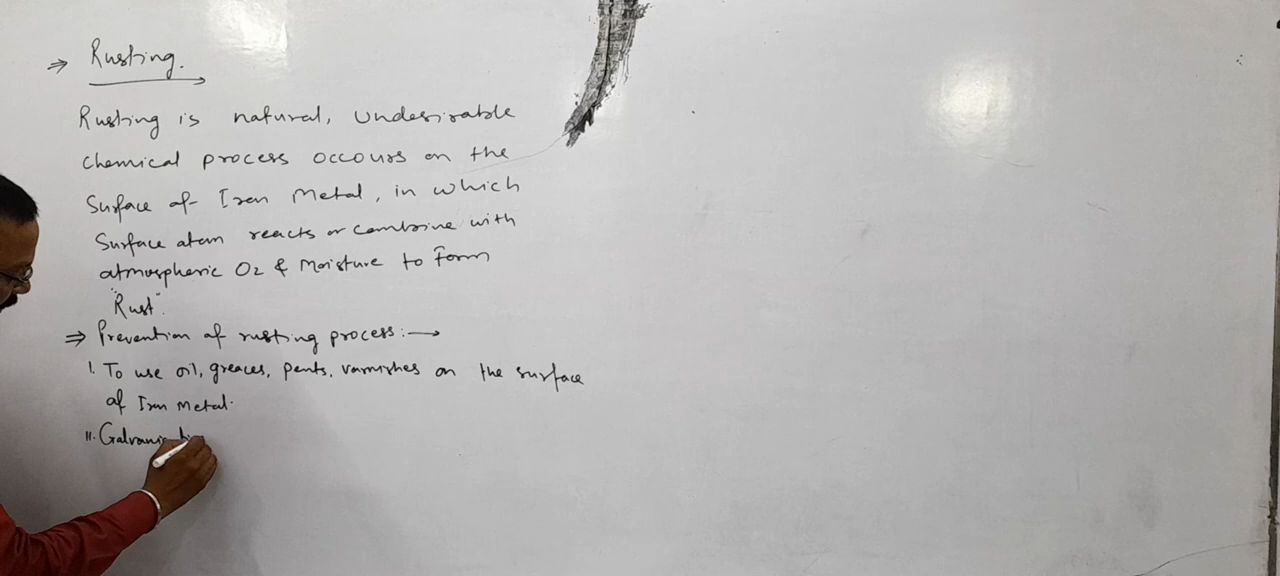 ⇒ Rusting.
Rusting is natural, undesirable
chemical process occours on the
Surface of Iron Metal, in which
Surface atom reacts or combine with
atmospheric O2 & Moisture to form
"Rust".
⇒ Prevention of rusting process:→
I. To use oil, greaces, pents, varnishes on the surface
of Iron Metal.
II.